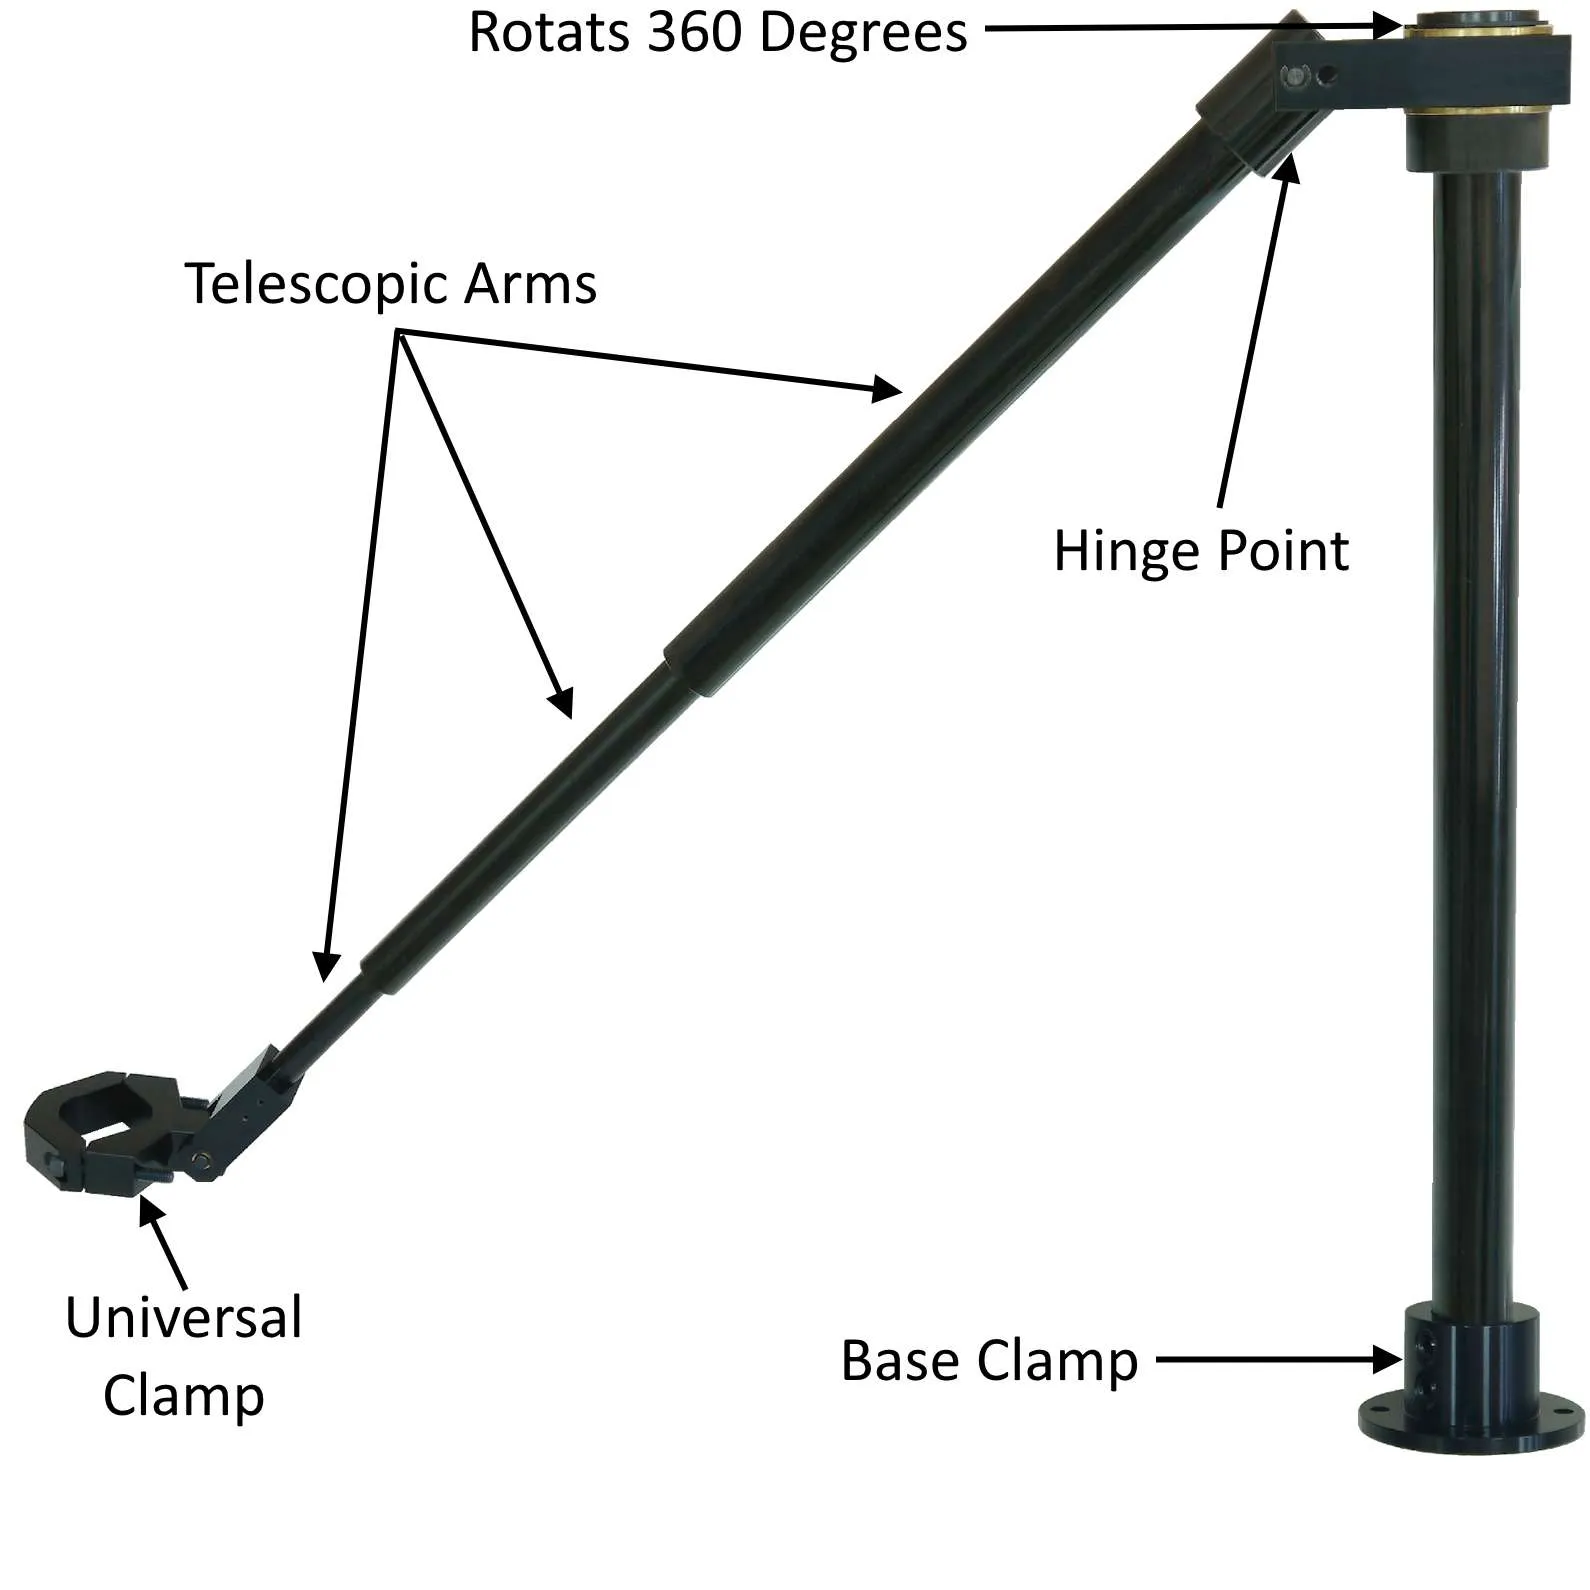 Rotats 360 Degrees
Telescopic Arms
Hinge Point
Universal
Clamp
Base Clamp